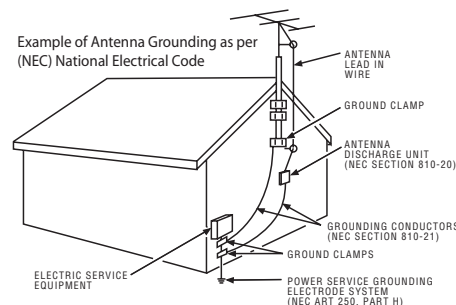 Example of Antenna Grounding as per
(NEC) National Electrical Code
ANTENNA
LEAD IN
WIRE
GROUND CLAMP
ANTENNA
DISCHARGE UNIT
(NEC SECTION 810-20)
GROUNDING CONDUCTORS
(NEC SECTION 810-21)
GROUND CLAMPS
ELECTRIC SERVICE
EQUIPMENT
POWER SERVICE GROUNDING
ELECTRODE SYSTEM
(NEC ART 250, PART H)